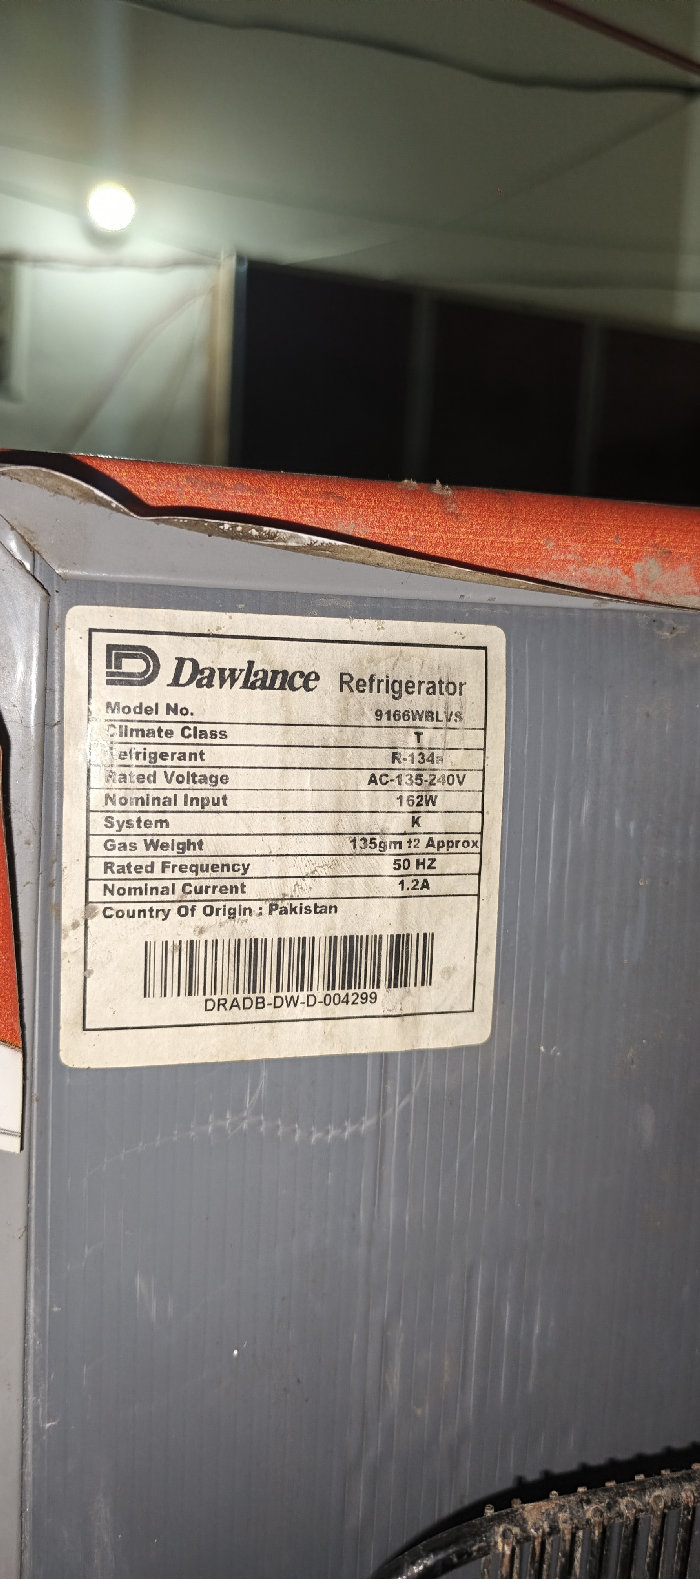 Dawlance Refrigerator
Model No. 9166WBLVS
Climate Class T
Refrigerant R-134a
Rated Voltage AC-135-240V
Nominal Input 162W
System K
Gas Weight 135gm ±2 Approx
Rated Frequency 50 HZ
Nominal Current 1.2A
Country Of Origin : Pakistan
DRADB-DW-D-004299